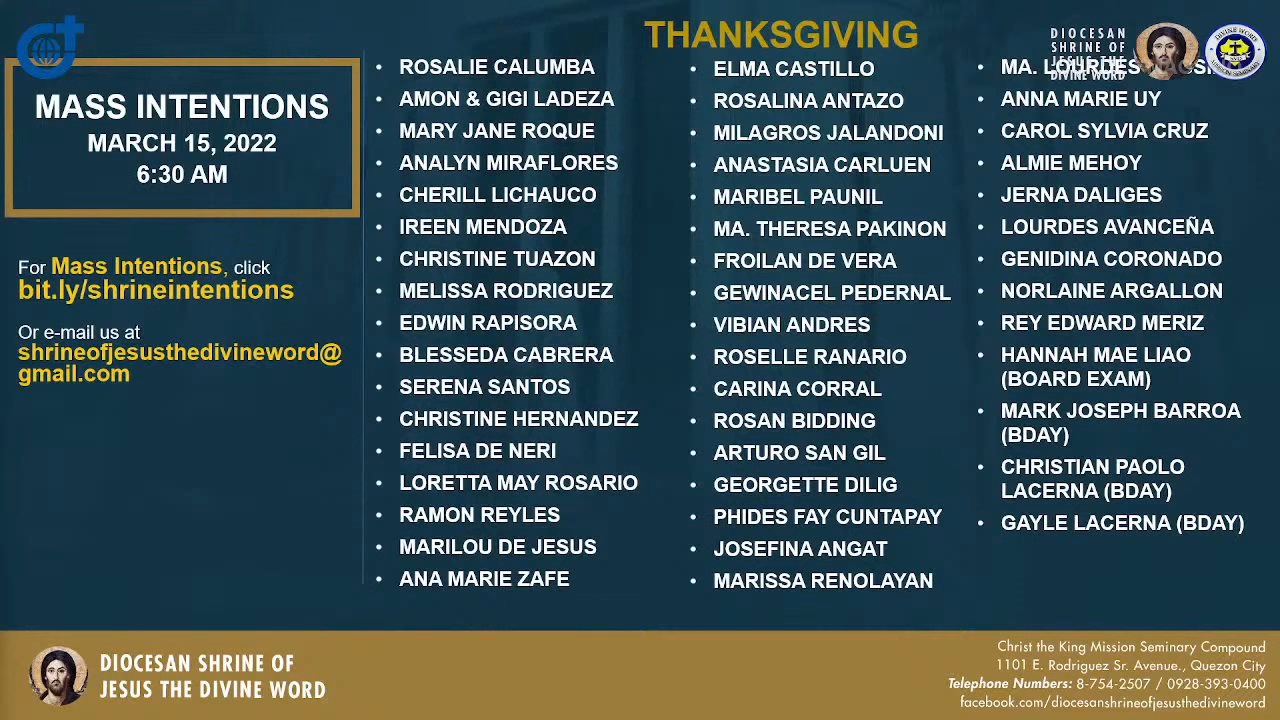 THANKSGIVING
MASS INTENTIONS
MARCH 15, 2022
6:30 AM
For Mass Intentions, click
bit.ly/shrineintentions
Or e-mail us at
shrineofjesusthedivineword@
gmail.com
ROSALIE CALUMBA
AMON & GIGI LADEZA
MARY JANE ROQUE
ANALYN MIRAFLORES
CHERILL LICHAUCO
IREEN MENDOZA
CHRISTINE TUAZON
MELISSA RODRIGUEZ
EDWIN RAPISORA
BLESSEDA CABRERA
SERENA SANTOS
CHRISTINE HERNANDEZ
FELISA DE NERI
LORETTA MAY ROSARIO
RAMON REYLES
MARILOU DE JESUS
ANA MARIE ZAFE
ELMA CASTILLO
ROSALINA ANTAZO
MILAGROS JALANDONI
ANASTASIA CARLUEN
MARIBEL PAUNIL
MA. THERESA PAKINON
FROILAN DE VERA
GEWINACEL PEDERNAL
VIBIAN ANDRES
ROSELLE RANARIO
CARINA CORRAL
ROSAN BIDDING
ARTURO SAN GIL
GEORGETTE DILIG
PHIDES FAY CUNTAPAY
JOSEFINA ANGAT
MARISSA RENOLAYAN
DIOCESAN
SHRINE OF
JESUS THE
DIVINE WORD
MA.
ANNA MARIE UY
CAROL SYLVIA CRUZ
ALMIE MEHOY
JERNA DALIGES
LOURDES AVANCEÑA
GENIDINA CORONADO
NORLAINE ARGALLON
REY EDWARD MERIZ
HANNAH MAE LIAO
(BOARD EXAM)
MARK JOSEPH BARROA
(BDAY)
CHRISTIAN PAOLO
LACERNA (BDAY)
GAYLE LACERNA (BDAY)
DIOCESAN SHRINE OF
JESUS THE DIVINE WORD
Christ the King Mission Seminary Compound
1101 E. Rodriguez Sr. Avenue., Quezon City
Telephone Numbers: 8-754-2507 / 0928-393-0400
facebook.com/diocesanshrineofjesusthedivineword